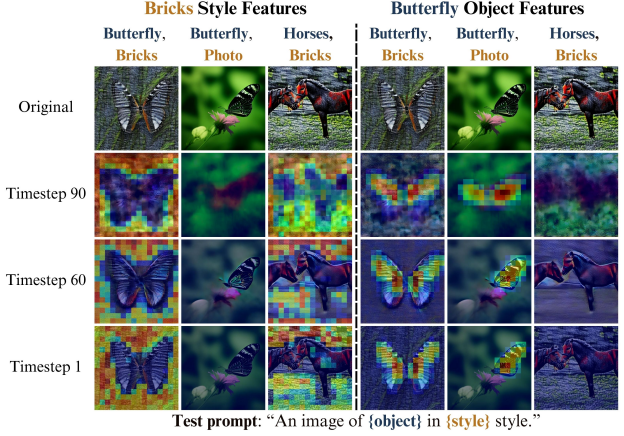 Bricks Style Features
Butterfly Object Features
Butterfly, Bricks
Butterfly, Photo
Horses, Bricks
Butterfly, Bricks
Butterfly, Photo
Horses, Bricks
Original
Timestep 90
Timestep 60
Timestep 1
Test prompt: “An image of {object} in {style} style.”